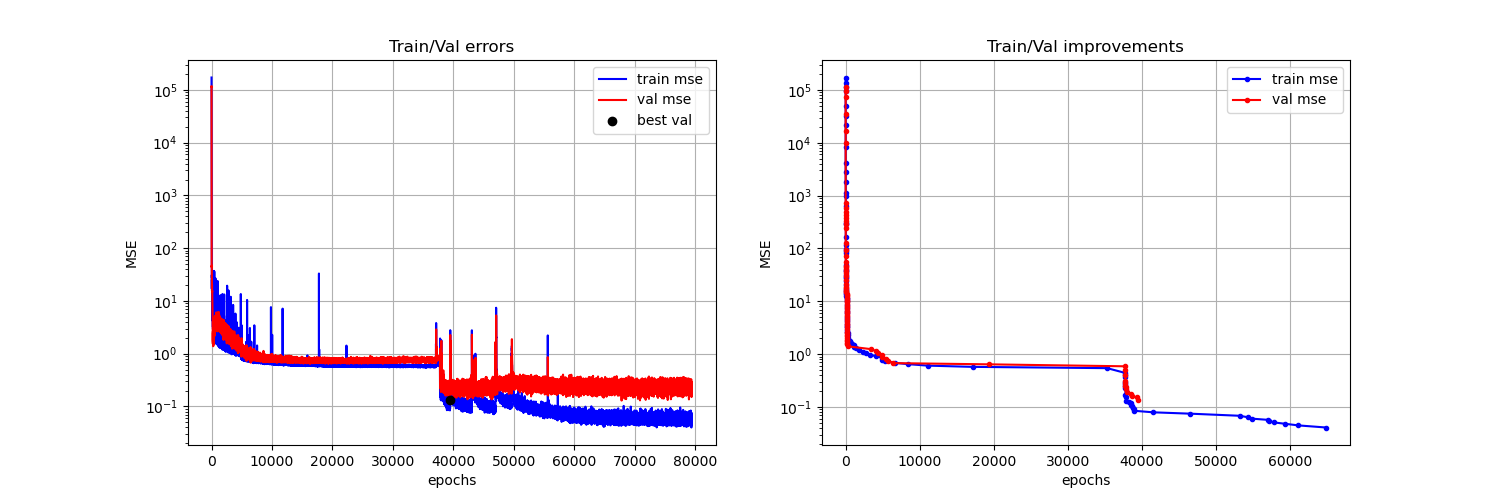 Train/Val errors
MSE
10^5
10^4
10^3
10^2
10^1
10^0
10^-1
0 10000 20000 30000 40000 50000 60000 70000 80000
epochs
train mse
val mse
best val
Train/Val improvements
MSE
10^5
10^4
10^3
10^2
10^1
10^0
10^-1
0 10000 20000 30000 40000 50000 60000
epochs
train mse
val mse